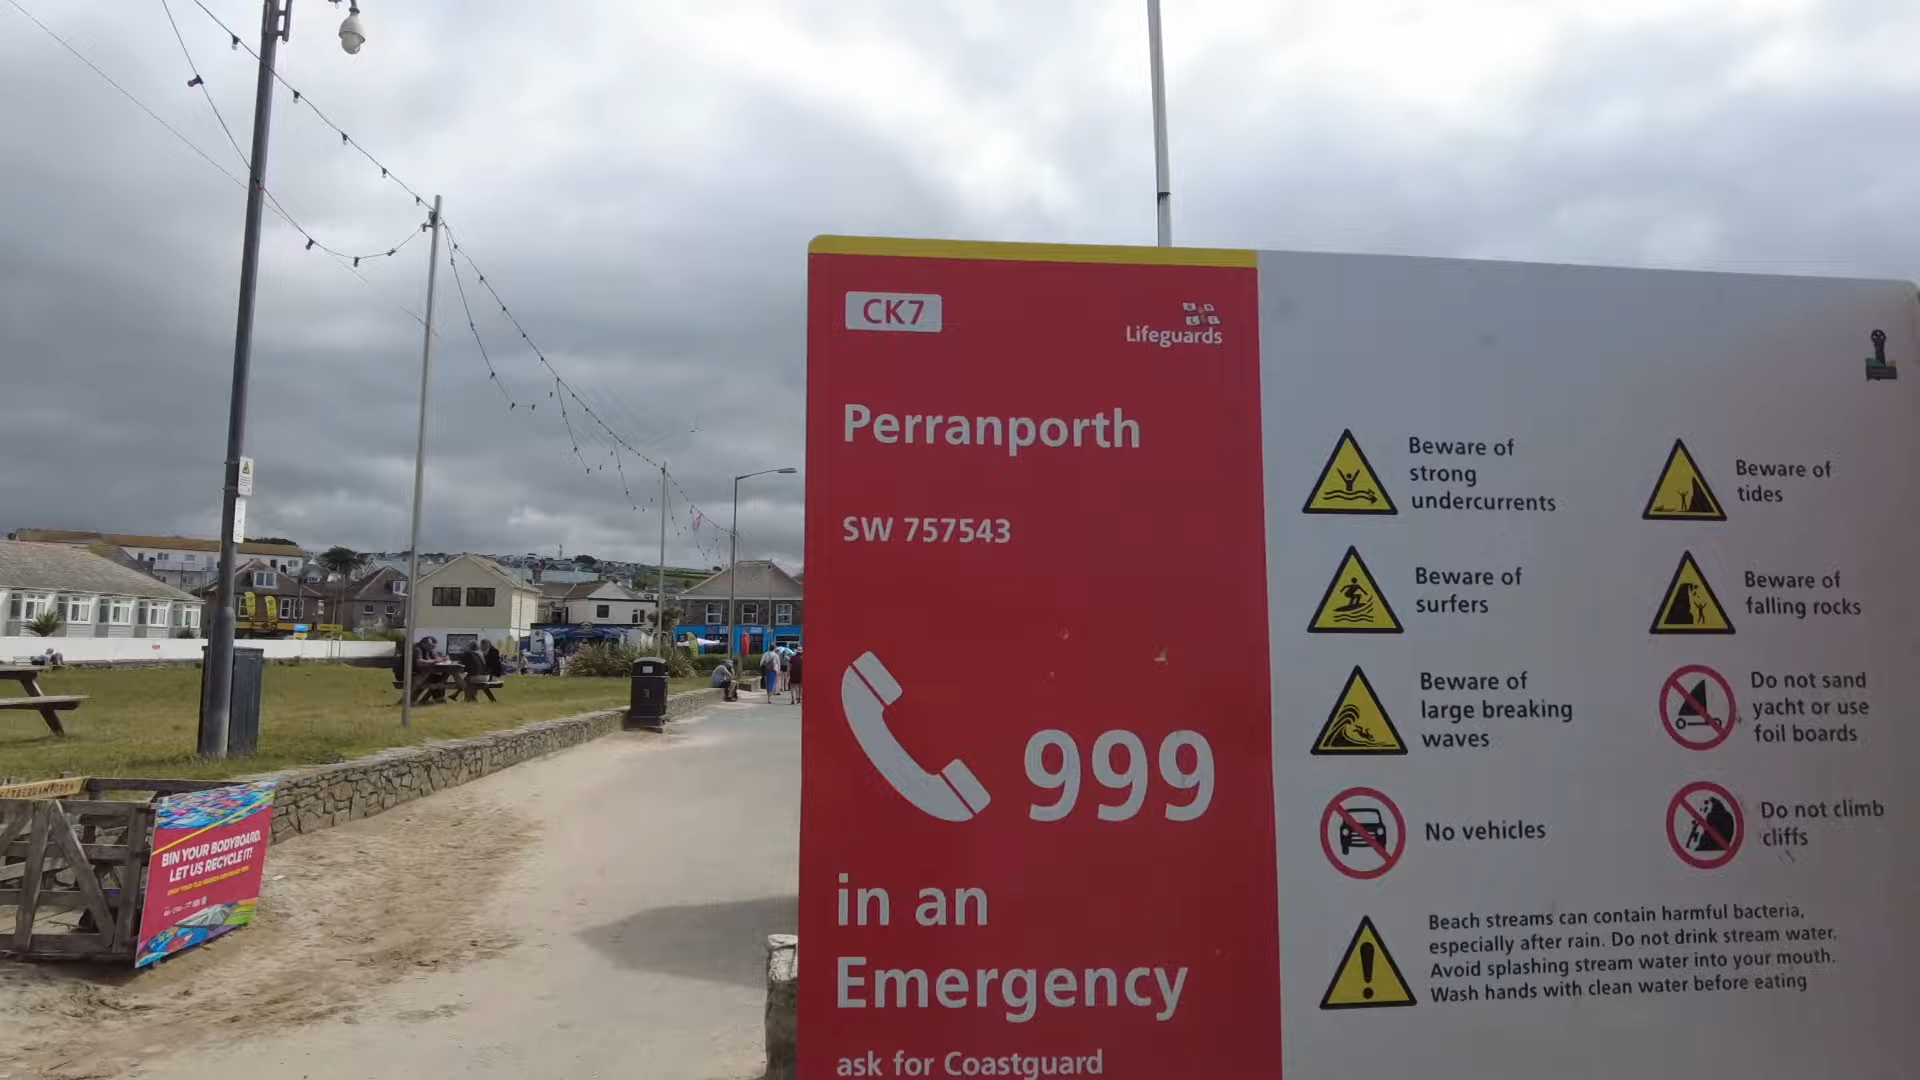 CK7
RNLI
Lifeguards
Perranporth
SW 757543
999
in an
Emergency
ask for Coastguard
Beware of
strong
undercurrents
Beware of
surfers
Beware of
large breaking
waves
No vehicles
Beware of
tides
Beware of
falling rocks
Do not sand
yacht or use
foil boards
Do not climb
cliffs
Beach streams can contain harmful bacteria,
especially after rain. Do not drink stream water.
Avoid splashing stream water into your mouth.
Wash hands with clean water before eating
BIN YOUR BODYBOARD.
LET US RECYCLE IT!